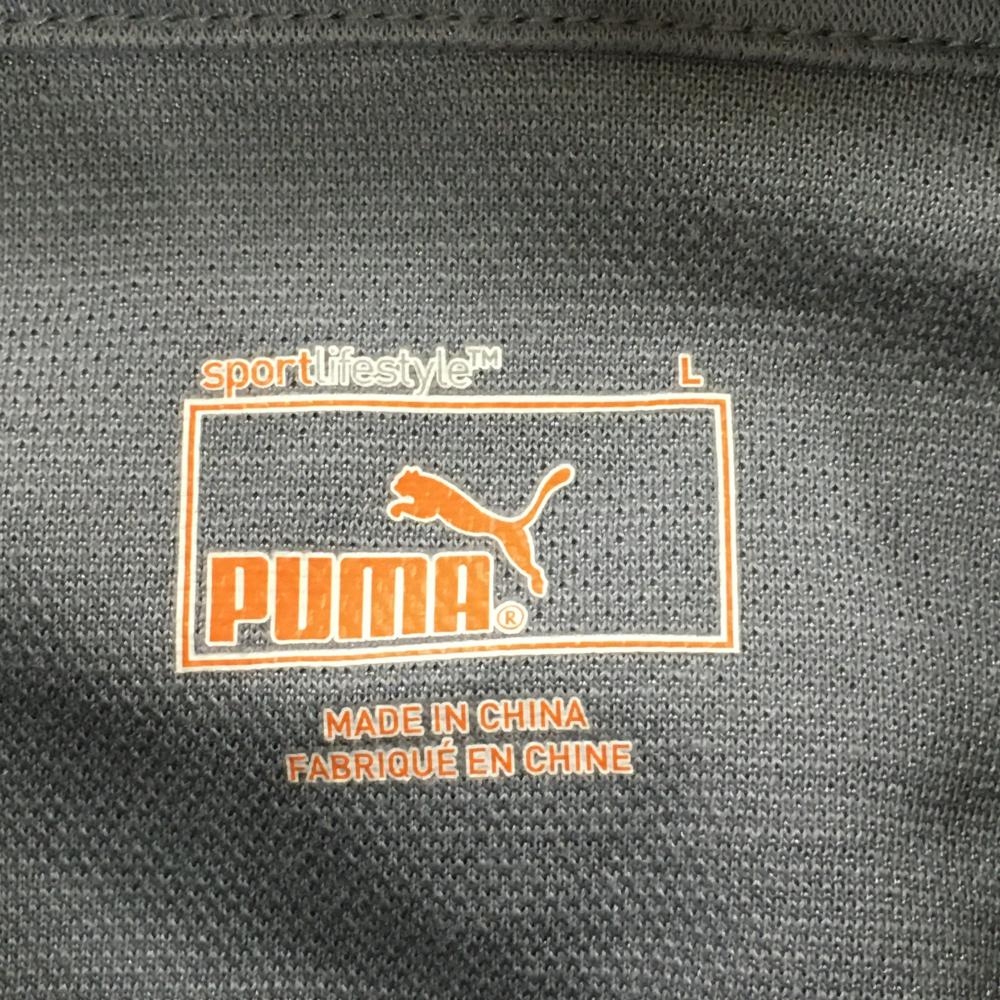 sportlifestyle™ L
PUMA®
MADE IN CHINA
FABRIQUÉ EN CHINE